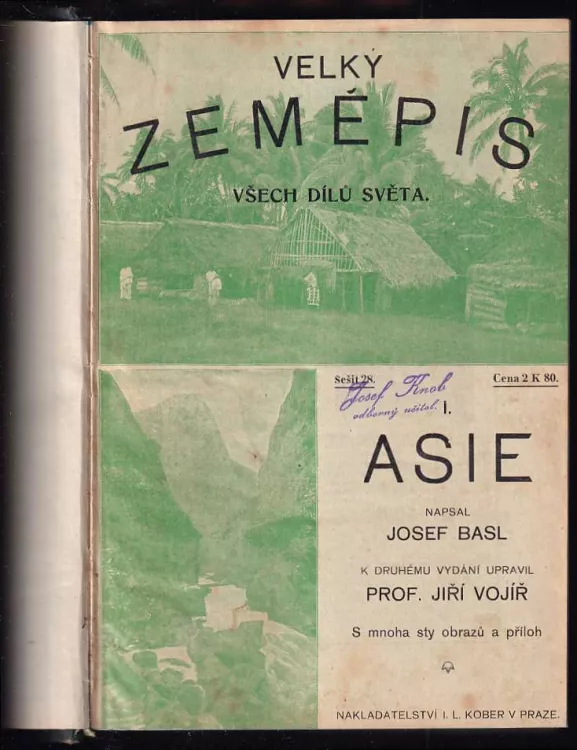 VELKÝ
ZEMĚPIS
VŠECH DÍLŮ SVĚTA.
Sešit 28.
Cena 2 K 80.
Josef Knob
odborný učitel.
I.
ASIE
NAPSAL
JOSEF BASL
K DRUHÉMU VYDÁNÍ UPRAVIL
PROF. JIŘÍ VOJÍŘ
S mnoha sty obrazů a příloh
NAKLADATELSTVÍ I. L. KOBER V PRAZE.